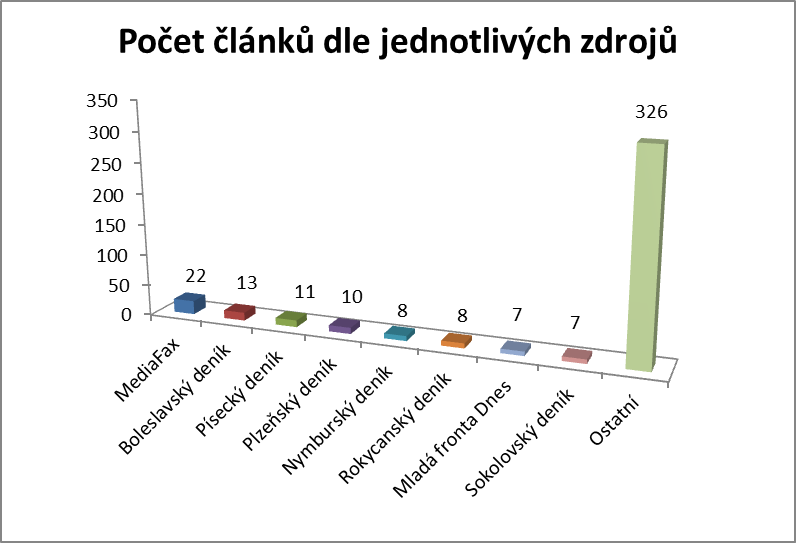 Počet článků dle jednotlivých zdrojů
350
300
250
200
150
100
50
0
22
13
11
10
8
8
7
7
326
MediaFax
Boleslavský deník
Písecký deník
Plzeňský deník
Nymburský deník
Rokycanský deník
Mladá fronta Dnes
Sokolovský deník
Ostatní